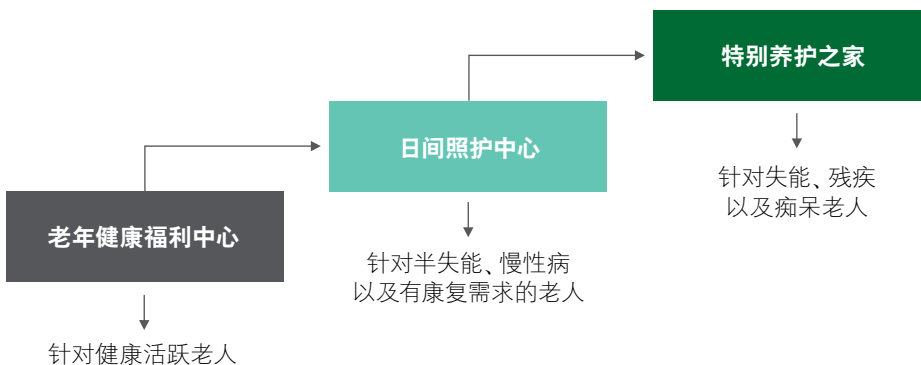 特别养护之家
针对失能、残疾
以及痴呆老人
日间照护中心
针对半失能、慢性病
以及有康复需求的老人
老年健康福利中心
针对健康活跃老人